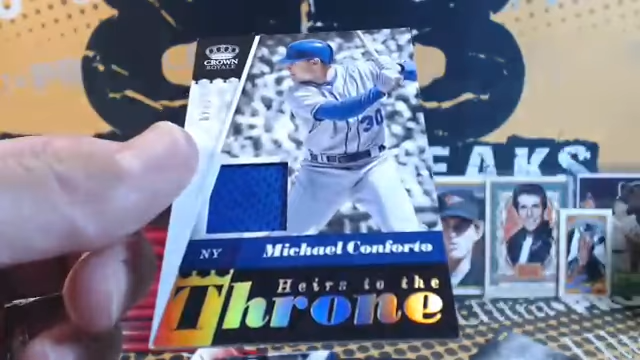 CROWN
ROYALE
30
NY
Michael Conforto
Heirs to the
Throne
EAKS